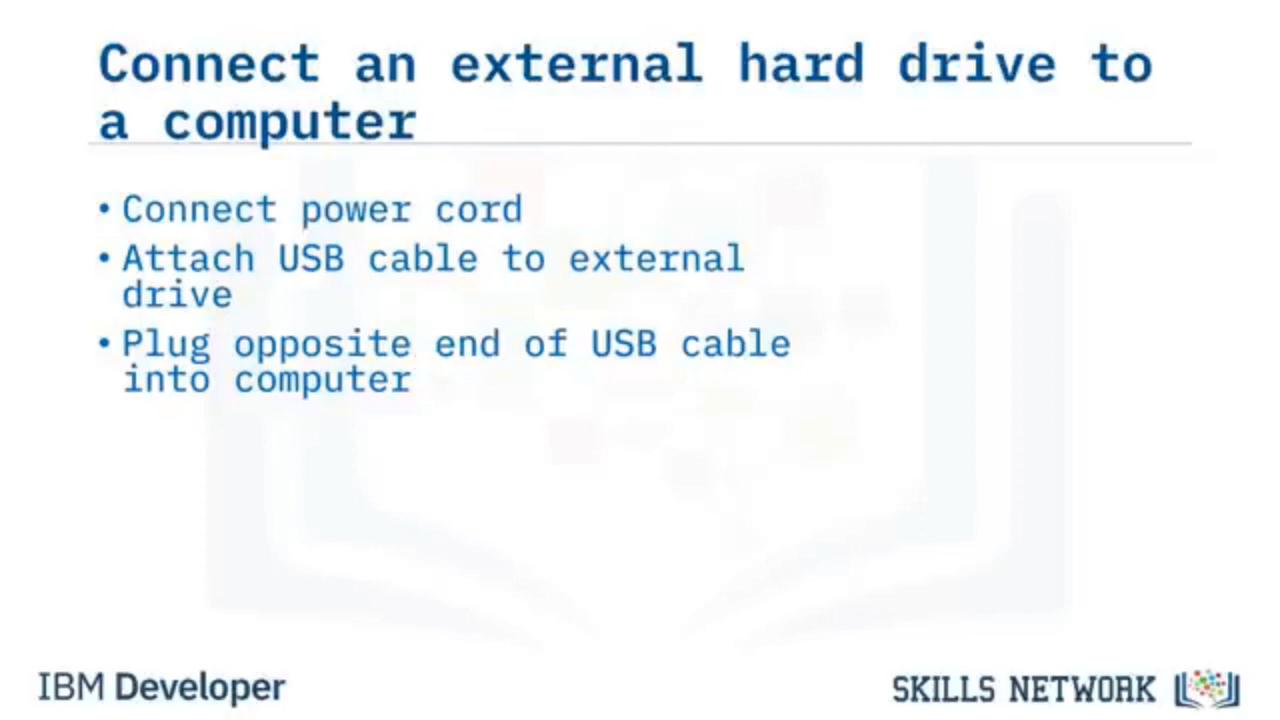 Connect an external hard drive to
a computer
• Connect power cord
• Attach USB cable to external
drive
• Plug opposite end of USB cable
into computer
IBM Developer
SKILLS NETWORK